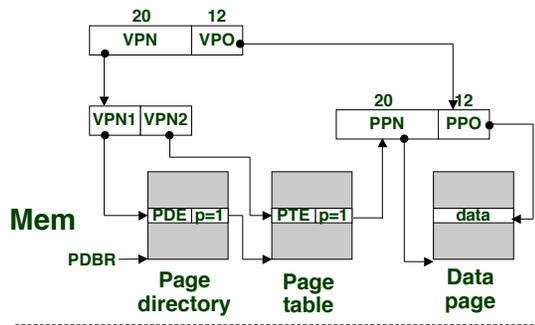 20 12
VPN VPO
20 12
VPN1 VPN2 PPN PPO
Mem PDE p=1 PTE p=1 data
PDBR
Page directory
Page table
Data page